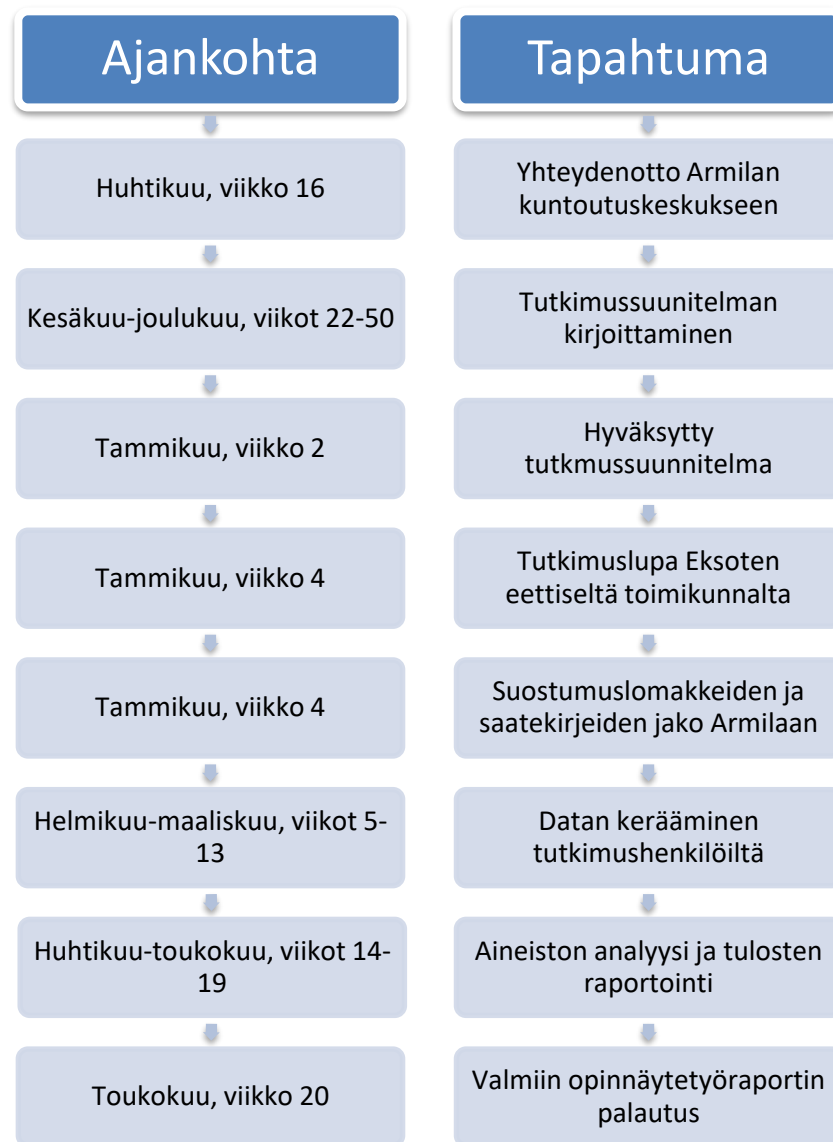 Ajankohta
Tapahtuma
Huhtikuu, viikko 16
Yhteydenotto Armilan
kuntoutuskeskukseen
Kesäkuu-joulukuu, viikot 22-50
Tutkimussuunitelman
kirjoittaminen
Tammikuu, viikko 2
Hyväksytty
tutkmussuunnitelma
Tammikuu, viikko 4
Tutkimuslupa Eksoten
eettiseltä toimikunnalta
Tammikuu, viikko 4
Suostumuslomakkeiden ja
saatekirjeiden jako Armilaan
Helmikuu-maaliskuu, viikot 5-
13
Datan kerääminen
tutkimushenkilöiltä
Huhtikuu-toukokuu, viikot 14-
19
Aineiston analyysi ja tulosten
raportointi
Toukokuu, viikko 20
Valmiin opinnäytetyöraportin
palautus